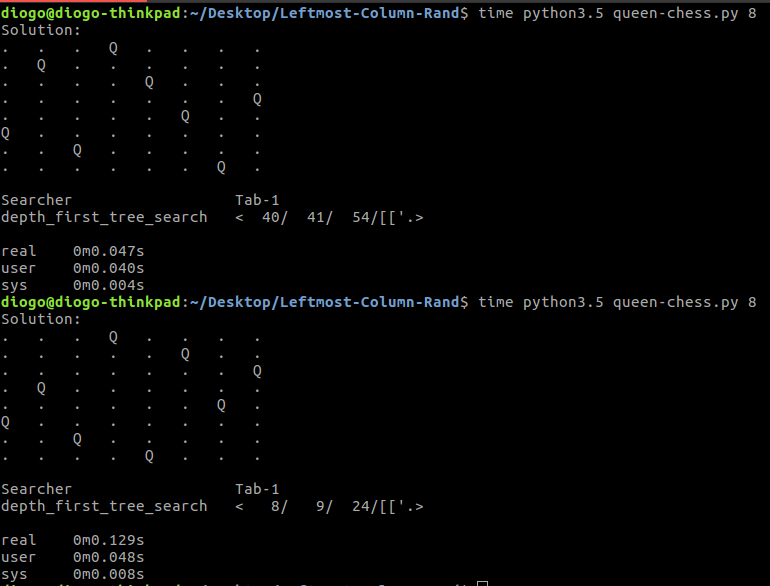 diogo@diogo-thinkpad:~/Desktop/Leftmost-Column-Rand$ time python3.5 queen-chess.py 8
Solution:
.   .   .   Q   .   .   .   .
.   Q   .   .   .   .   .   .
.   .   .   .   Q   .   .   .
.   .   .   .   .   .   .   Q
.   .   .   .   .   Q   .   .
Q   .   .   .   .   .   .   .
.   .   Q   .   .   .   .   .
.   .   .   .   .   .   Q   .
Searcher                  Tab-1
depth_first_tree_search   <  40/  41/  54/[['.>
real    0m0.047s
user    0m0.040s
sys     0m0.004s
diogo@diogo-thinkpad:~/Desktop/Leftmost-Column-Rand$ time python3.5 queen-chess.py 8
Solution:
.   .   .   Q   .   .   .   .
.   .   .   .   .   Q   .   .
.   .   .   .   .   .   .   Q
.   Q   .   .   .   .   .   .
.   .   .   .   .   .   Q   .
Q   .   .   .   .   .   .   .
.   .   Q   .   .   .   .   .
.   .   .   .   Q   .   .   .
Searcher                  Tab-1
depth_first_tree_search   <   8/   9/  24/[['.>
real    0m0.129s
user    0m0.048s
sys     0m0.008s